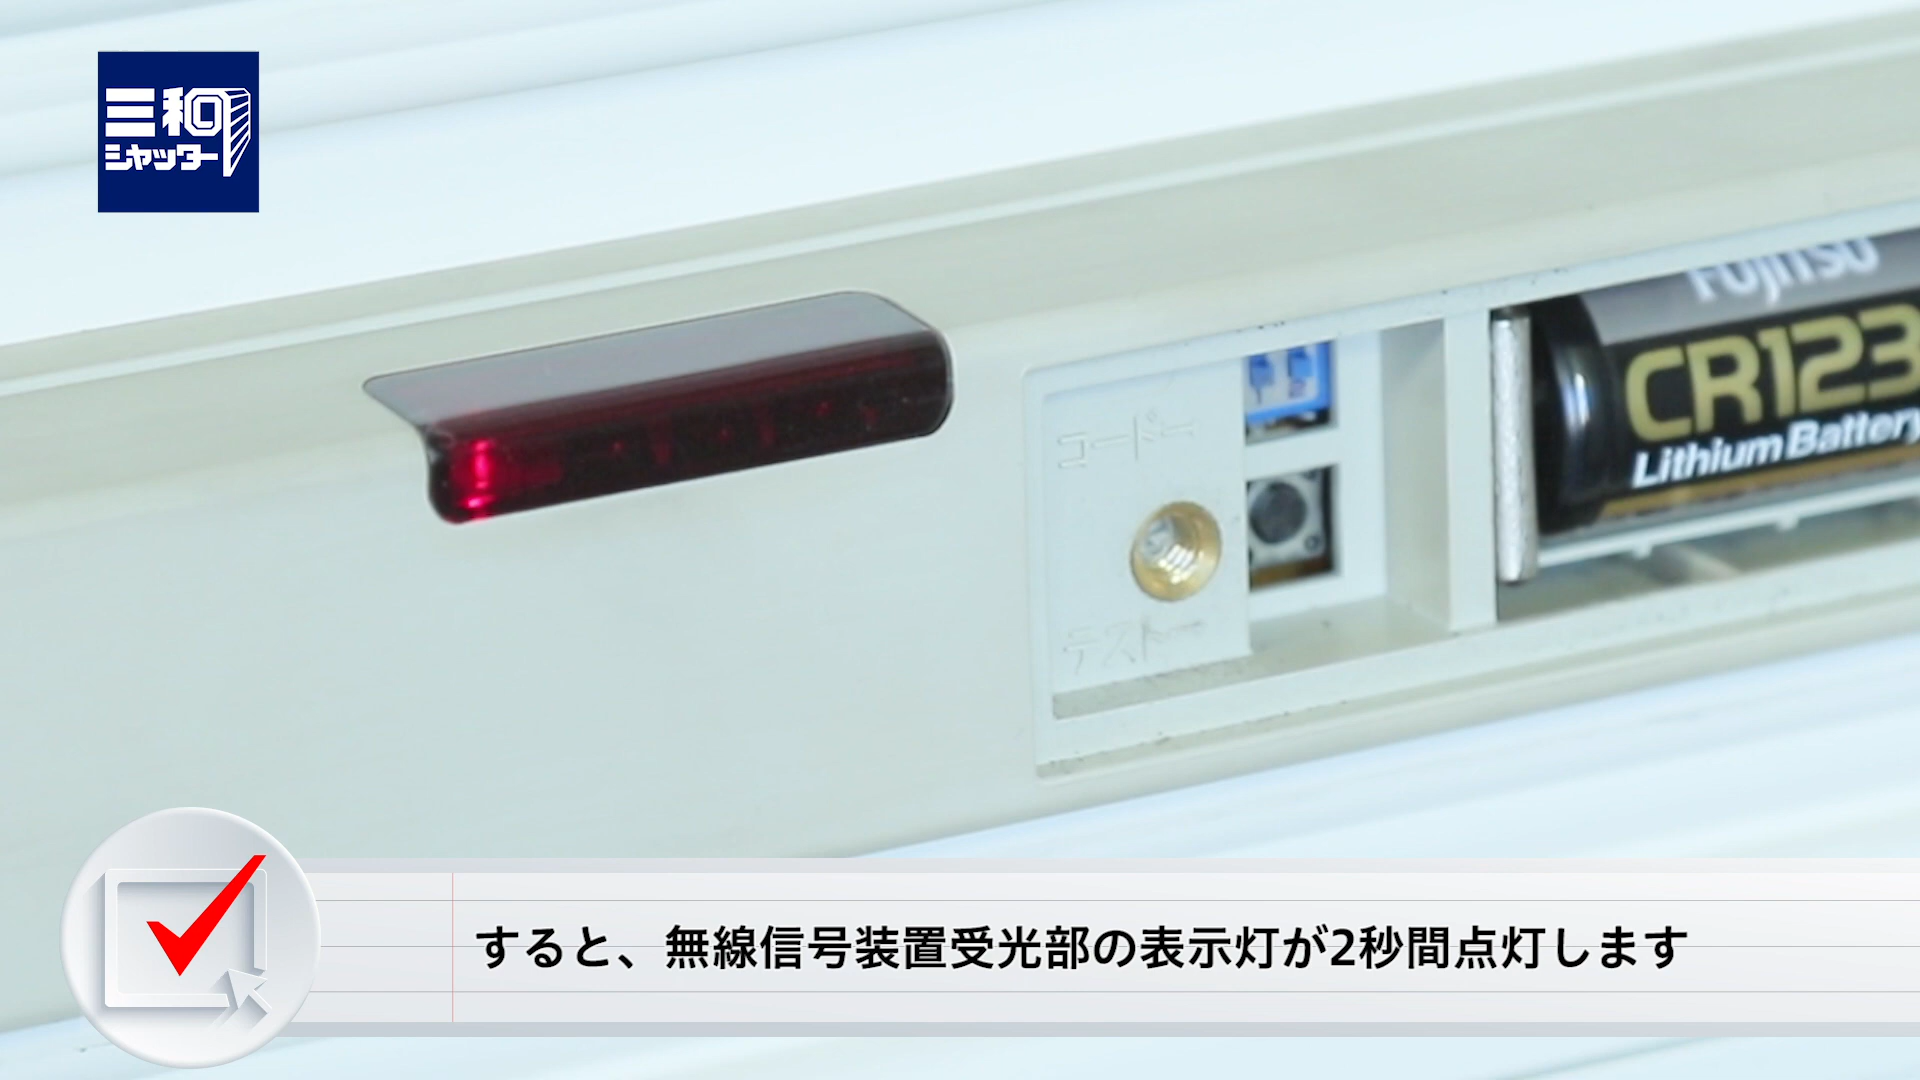 三和
シャッター
FUJITSU
CR123
Lithium Battery
コード
テスト
すると、無線信号装置受光部の表示灯が2秒間点灯します